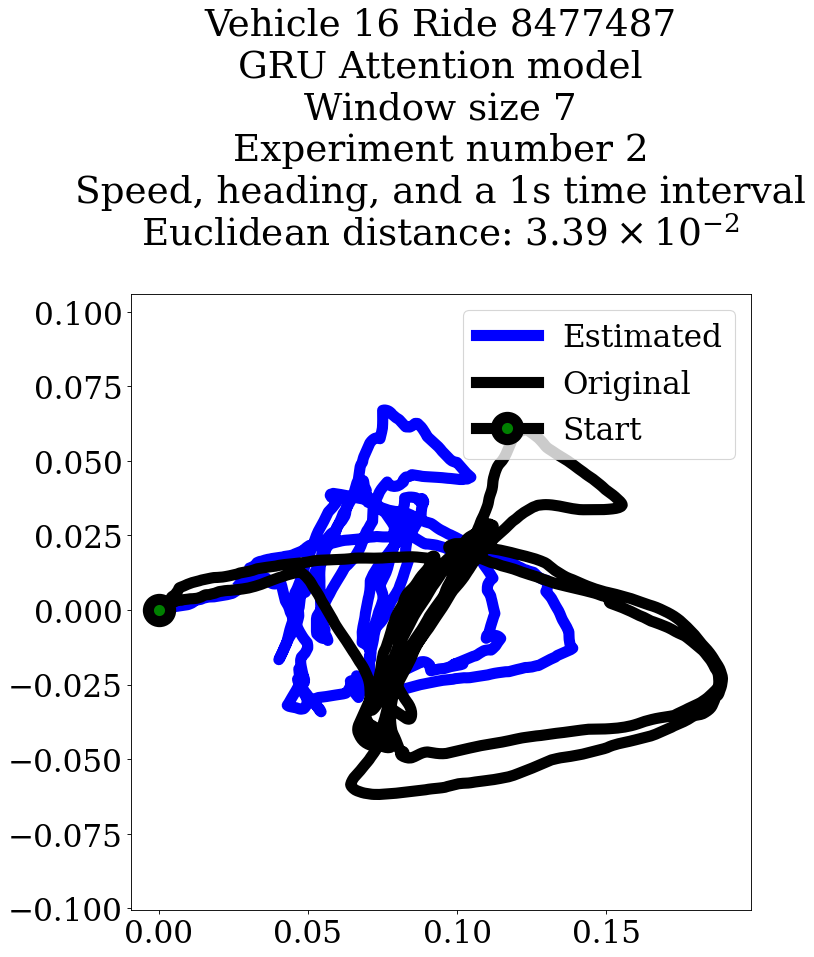 Vehicle 16 Ride 8477487
GRU Attention model
Window size 7
Experiment number 2
Speed, heading, and a 1s time interval
Euclidean distance: 3.39 × 10⁻²
0.100
0.075
0.050
0.025
0.000
−0.025
−0.050
−0.075
−0.100
Estimated
Original
Start
0.00 0.05 0.10 0.15